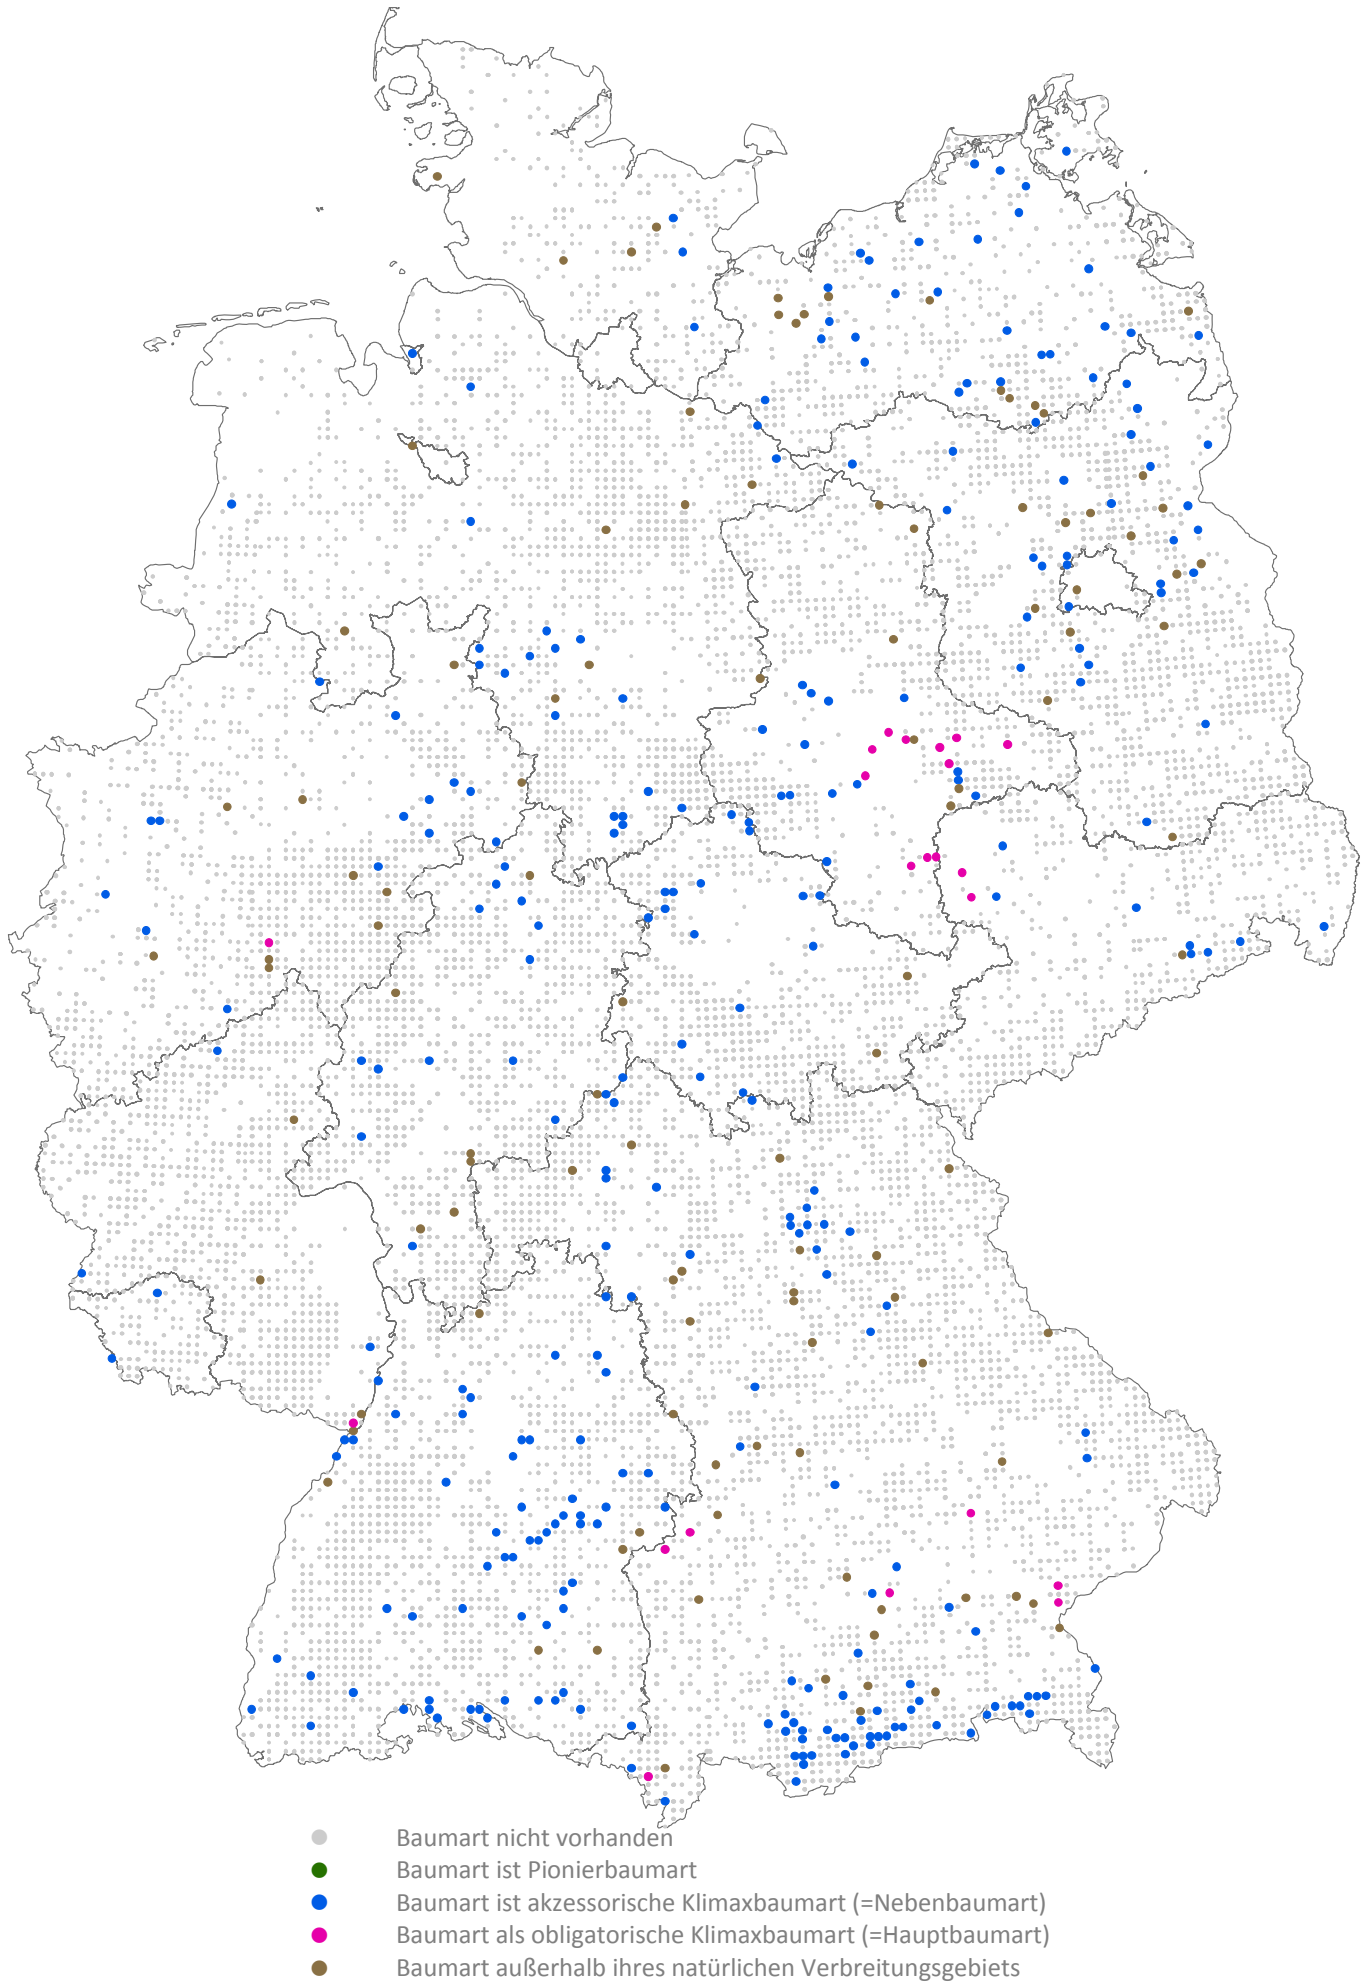 Baumart nicht vorhanden
Baumart ist Pionierbaumart
Baumart ist akzessorische Klimaxbaumart (=Nebenbaumart)
Baumart als obligatorische Klimaxbaumart (=Hauptbaumart)
Baumart außerhalb ihres natürlichen Verbreitungsgebiets